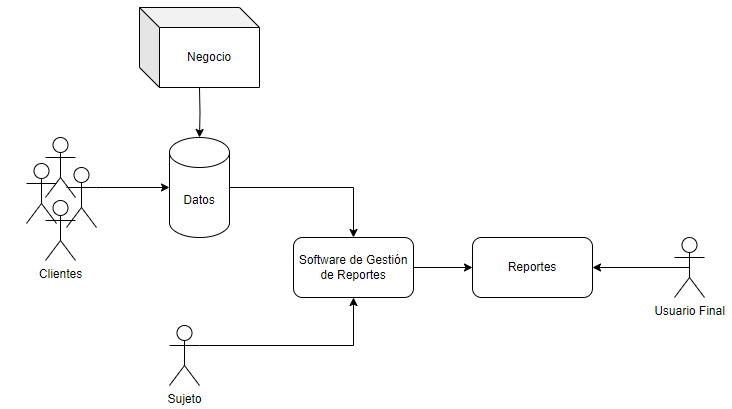 Negocio
Datos
Clientes
Software de Gestión
de Reportes
Reportes
Usuario Final
Sujeto